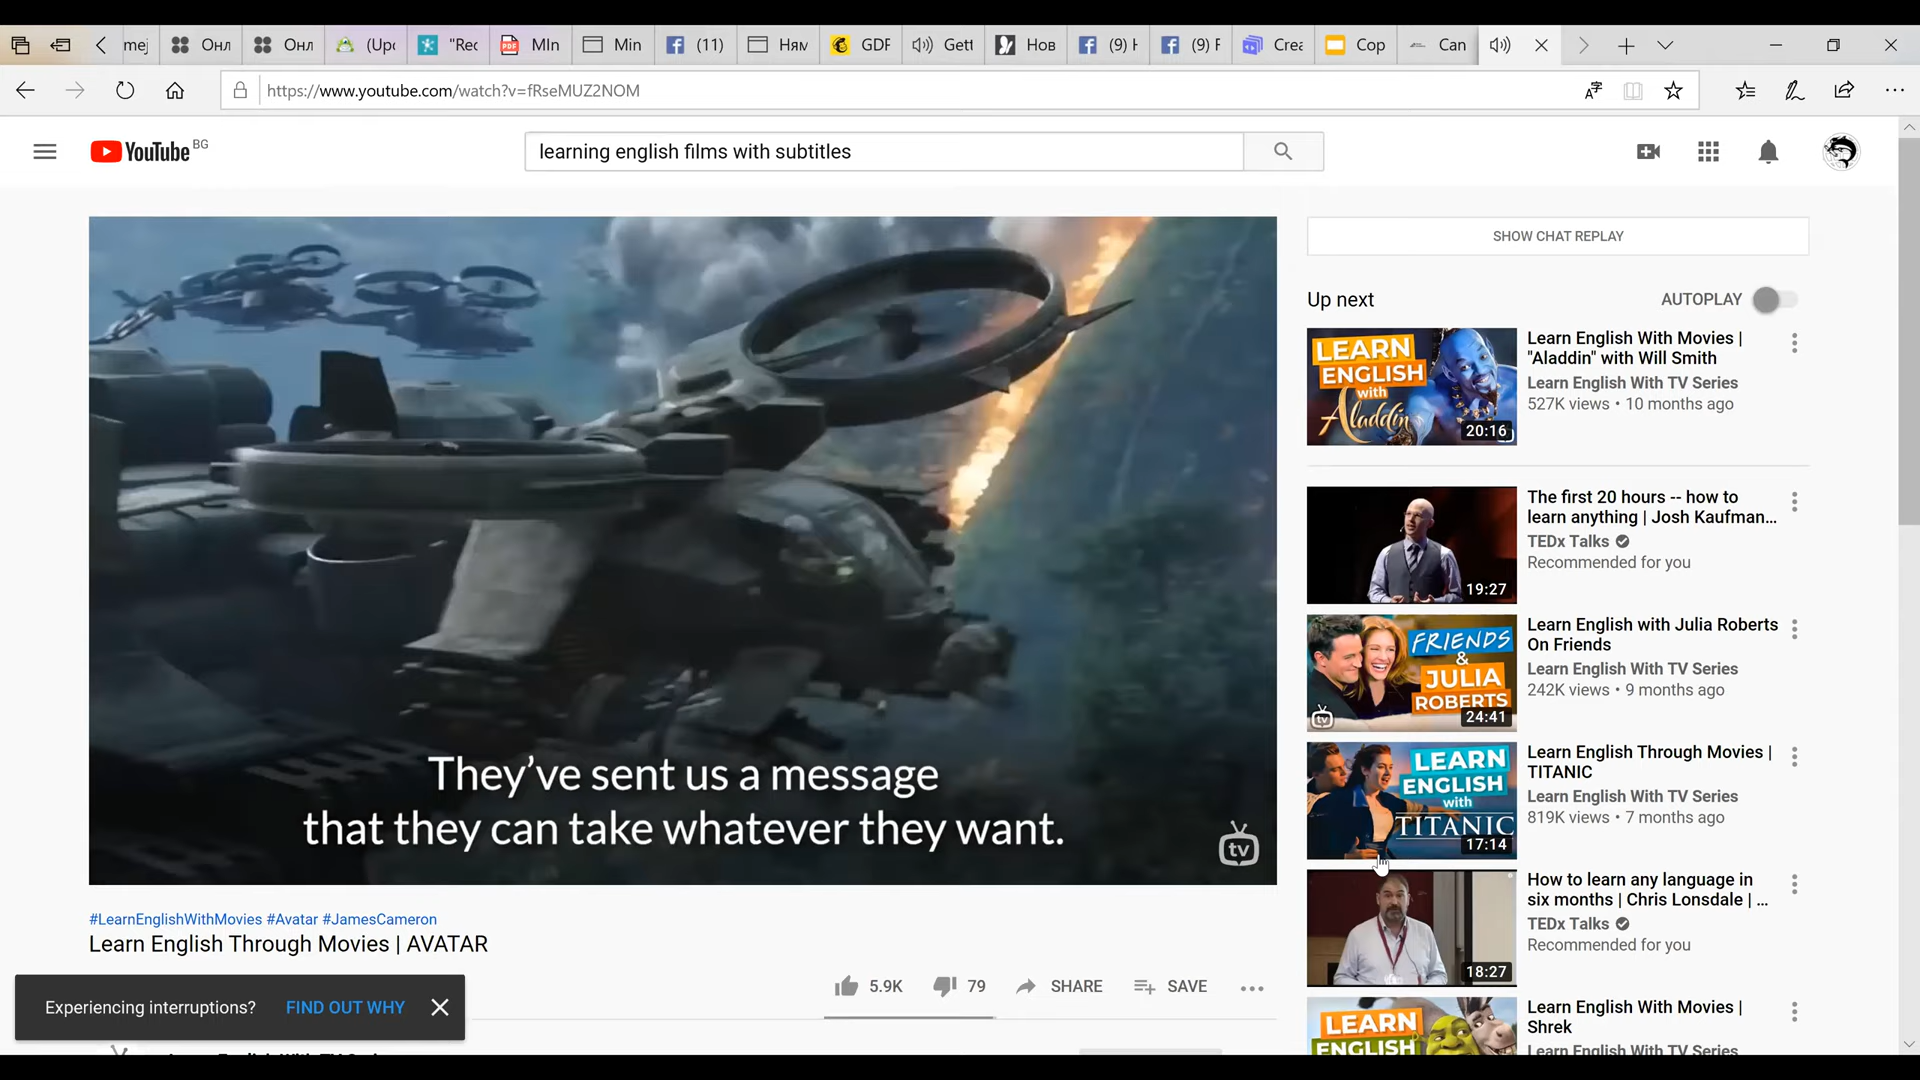 mej
Онл
Онл
(Upc
"Rec
MIn
Min
(11)
Ням
GDF
Gett
Нов
(9) F
Crea
Cop
Can
https://www.youtube.com/watch?v=fRseMUZ2NOM
YouTube BG
learning english films with subtitles
They've sent us a message
that they can take whatever they want.
tv
#LearnEnglishWithMovies #Avatar #JamesCameron
Learn English Through Movies | AVATAR
5.9K
79
SHARE
SAVE
Experiencing interruptions?
FIND OUT WHY
SHOW CHAT REPLAY
Up next
AUTOPLAY
LEARN
ENGLISH
with
Aladdin
20:16
Learn English With Movies |
"Aladdin" with Will Smith
Learn English With TV Series
527K views • 10 months ago
19:27
The first 20 hours -- how to
learn anything | Josh Kaufman...
TEDx Talks
Recommended for you
FRIENDS
&
JULIA
ROBERTS
tv
24:41
Learn English with Julia Roberts
On Friends
Learn English With TV Series
242K views • 9 months ago
LEARN
ENGLISH
with
TITANIC
17:14
Learn English Through Movies |
TITANIC
Learn English With TV Series
819K views • 7 months ago
18:27
How to learn any language in
six months | Chris Lonsdale | ...
TEDx Talks
Recommended for you
LEARN
ENGLISH
Learn English With Movies |
Shrek
Learn English With TV Series